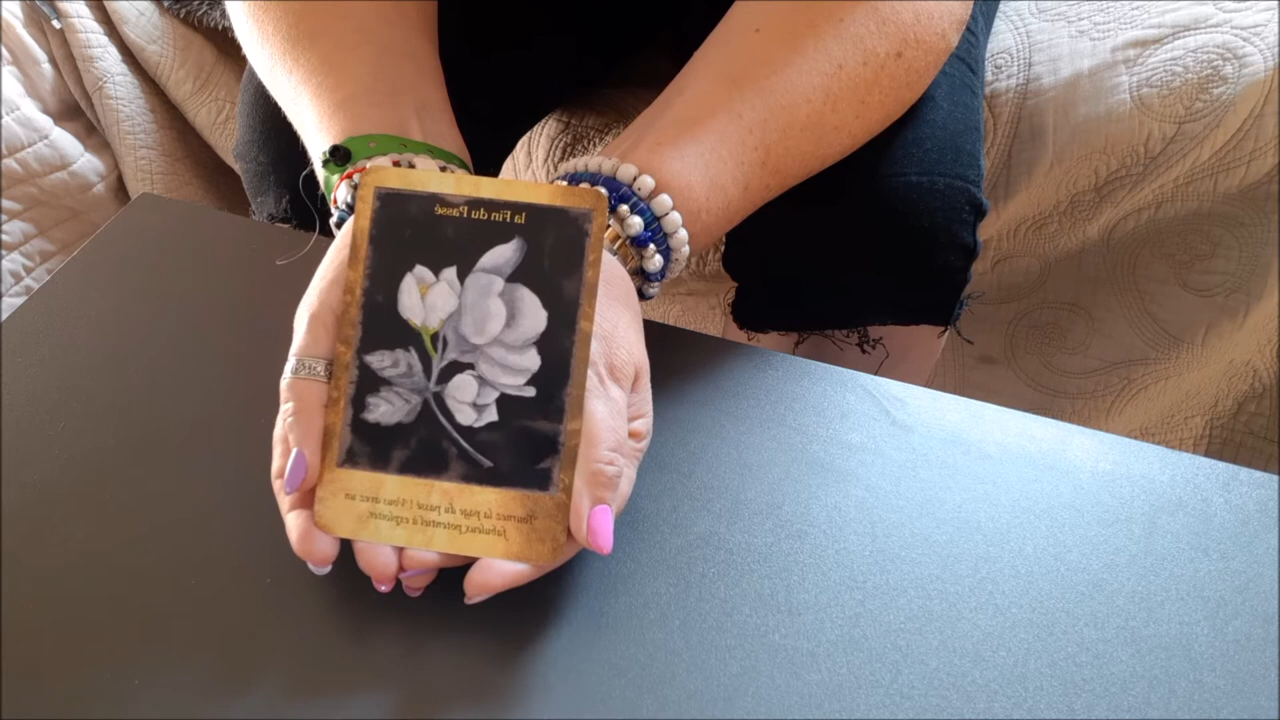 la Fin du Passé
Tournez la page du passé ! Vous avez un
fabuleux potentiel à exploiter.